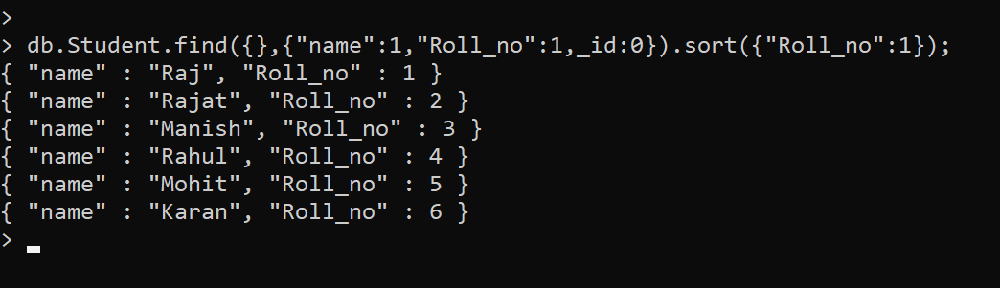 >
> db.Student.find({},{"name":1,"Roll_no":1,_id:0}).sort({"Roll_no":1});
{ "name" : "Raj", "Roll_no" : 1 }
{ "name" : "Rajat", "Roll_no" : 2 }
{ "name" : "Manish", "Roll_no" : 3 }
{ "name" : "Rahul", "Roll_no" : 4 }
{ "name" : "Mohit", "Roll_no" : 5 }
{ "name" : "Karan", "Roll_no" : 6 }
>